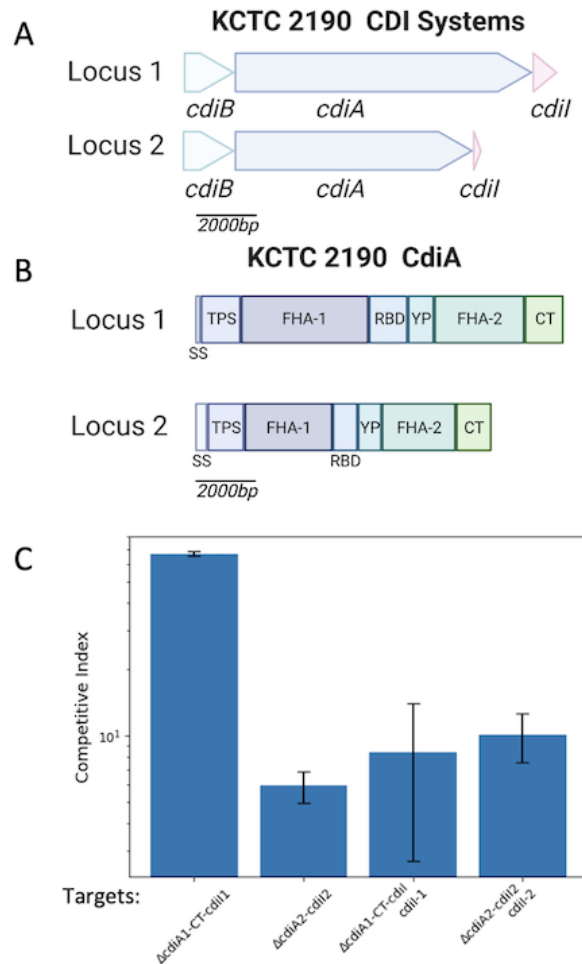 A
KCTC 2190 CDI Systems
Locus 1
cdiB
cdiA
cdiI
Locus 2
cdiB
cdiA
cdiI
2000bp
B
KCTC 2190 CdiA
Locus 1
TPS
FHA-1
RBD
YP
FHA-2
CT
SS
Locus 2
TPS
FHA-1
YP
FHA-2
CT
SS
RBD
2000bp
C
Competitive Index
10¹
Targets:
ΔcdiA1-CT-cdiI1
ΔcdiA2-cdiI2
ΔcdiA1-CT-cdiI
cdiI-1
ΔcdiA2-cdiI2
cdiI-2